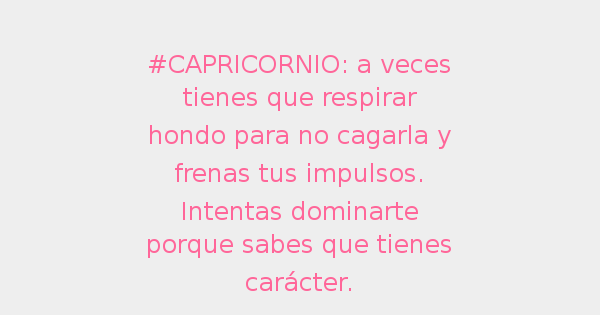 #CAPRICORNIO: a veces
tienes que respirar
hondo para no cagarla y
frenas tus impulsos.
Intentas dominarte
porque sabes que tienes
carácter.